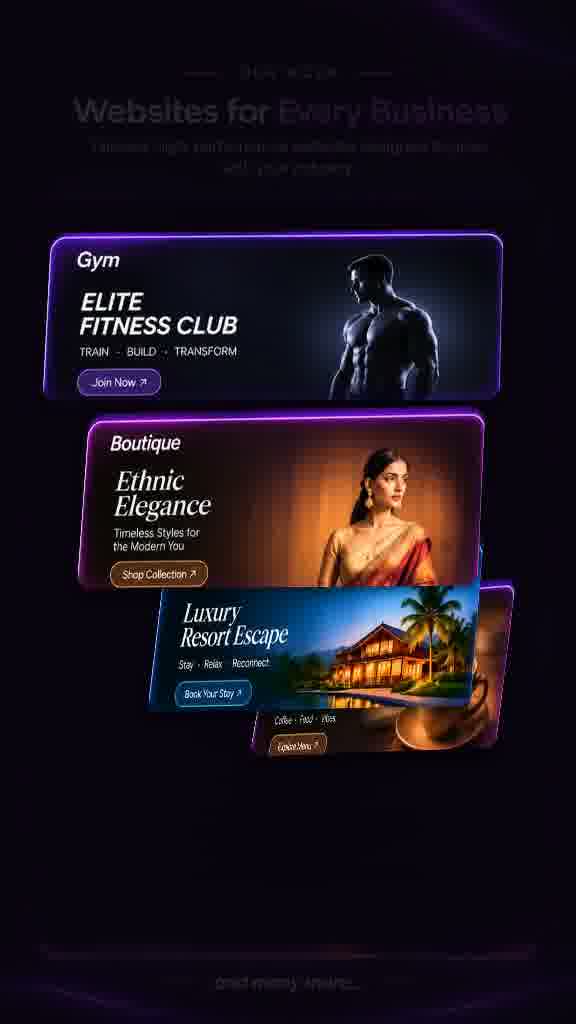 Websites for Every Business
Gym
ELITE
FITNESS CLUB
TRAIN · BUILD · TRANSFORM
Join Now ↗
Boutique
Ethnic
Elegance
Timeless Styles for
the Modern You
Shop Collection ↗
Luxury
Resort Escape
Stay · Relax · Reconnect
Book Your Stay ↗
Coffee · Food · Vibes
Explore Menu ↗
and many more...